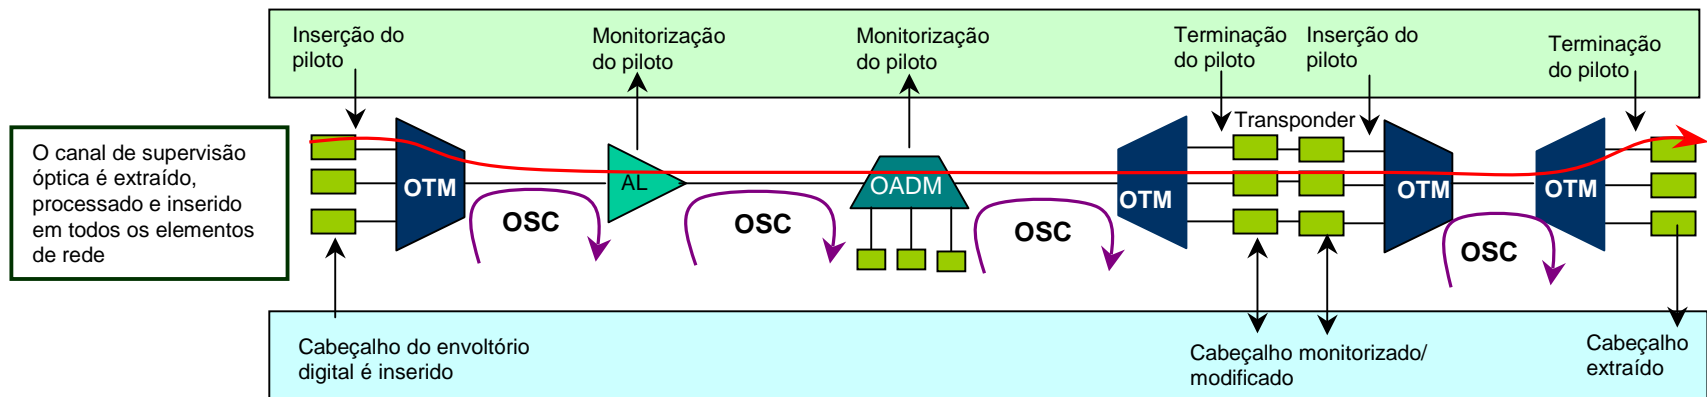 Inserção do
piloto
Monitorização
do piloto
Monitorização
do piloto
Terminação
do piloto
Inserção do
piloto
Terminação
do piloto
Transponder
O canal de supervisão
óptica é extraído,
processado e inserido
em todos os elementos
de rede
OTM
AL
OADM
OTM
OTM
OTM
OSC
OSC
OSC
OSC
Cabeçalho do envoltório
digital é inserido
Cabeçalho monitorizado/
modificado
Cabeçalho
extraído